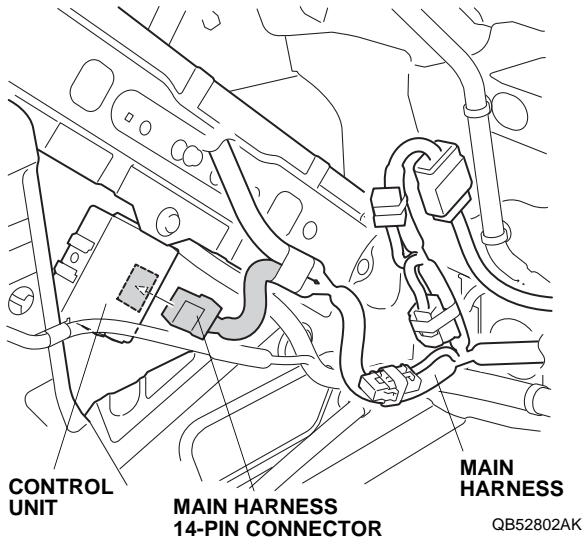 CONTROL
UNIT
MAIN HARNESS
14-PIN CONNECTOR
MAIN
HARNESS
QB52802AK